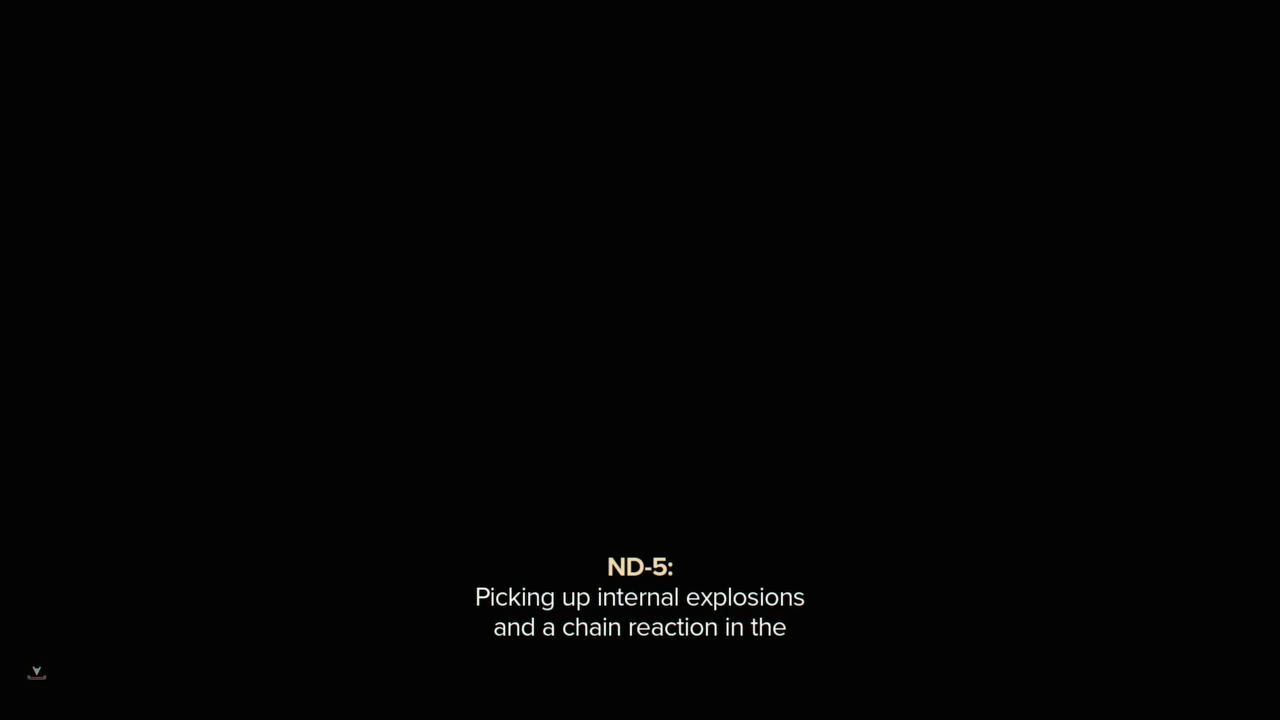 ND-5:
Picking up internal explosions
and a chain reaction in the